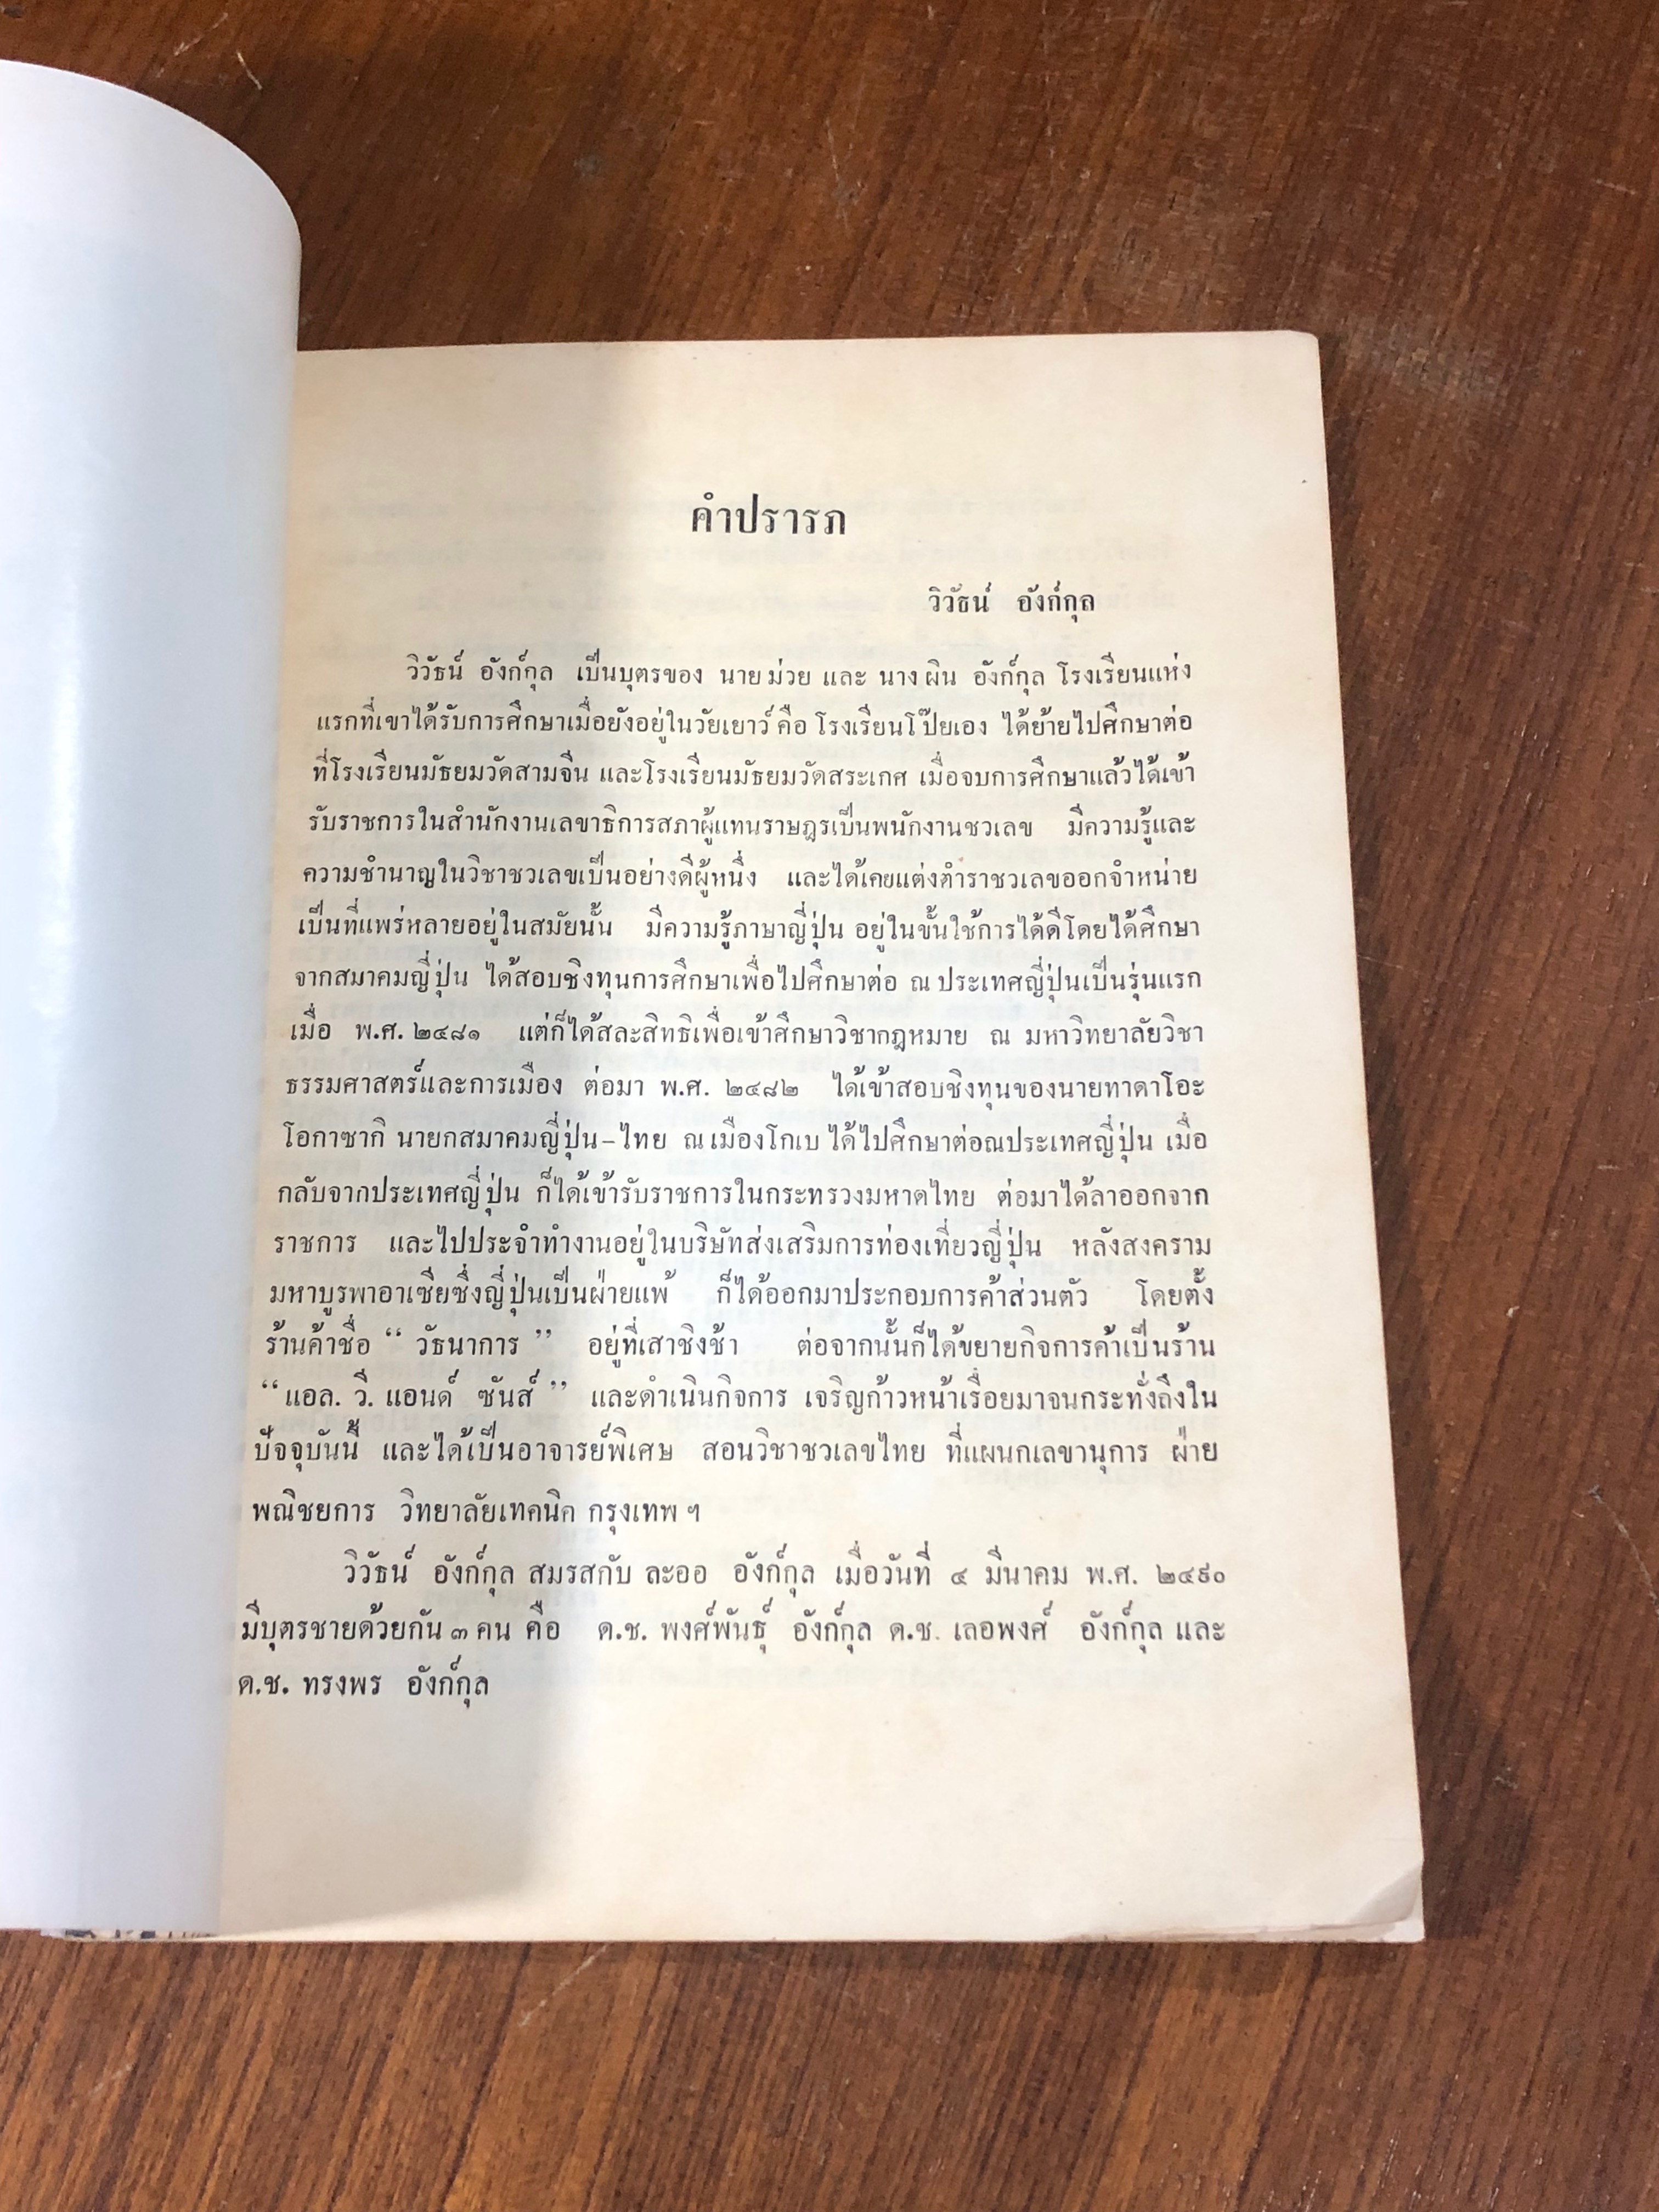 คำปรารภ
วิวัธน์ อังก์กุล
วิวัธน์ อังก์กุล เป็นบุตรของ นายม่วย และ นางผิน อังก์กุล โรงเรียนแห่ง
แรกที่เขาได้รับการศึกษาเมื่อยังอยู่ในวัยเยาว์ คือ โรงเรียนโป๊ยเอง ได้ย้ายไปศึกษาต่อ
ที่โรงเรียนมัธยมวัดสามจีน และโรงเรียนมัธยมวัดสระเกศ เมื่อจบการศึกษาแล้วได้เข้า
รับราชการในสำนักงานเลขาธิการสภาผู้แทนราษฎรเป็นพนักงานชวเลข มีความรู้และ
ความชำนาญในวิชาชวเลขเป็นอย่างดีผู้หนึ่ง และได้เคยแต่งตำราชวเลขออกจำหน่าย
เป็นที่แพร่หลายอยู่ในสมัยนั้น มีความรู้ภาษาญี่ปุ่น อยู่ในขั้นใช้การได้ดีโดยได้ศึกษา
จากสมาคมญี่ปุ่น ได้สอบชิงทุนการศึกษาเพื่อไปศึกษาต่อ ณ ประเทศญี่ปุ่นเป็นรุ่นแรก
เมื่อ พ.ศ. ๒๔๘๑ แต่ก็ได้สละสิทธิเพื่อเข้าศึกษาวิชากฎหมาย ณ มหาวิทยาลัยวิชา
ธรรมศาสตร์และการเมือง ต่อมา พ.ศ. ๒๔๘๒ ได้เข้าสอบชิงทุนของนายทาดาโอะ
โอกาซากิ นายกสมาคมญี่ปุ่น-ไทย ณ เมืองโกเบ ได้ไปศึกษาต่อณประเทศญี่ปุ่น เมื่อ
กลับจากประเทศญี่ปุ่น ก็ได้เข้ารับราชการในกระทรวงมหาดไทย ต่อมาได้ลาออกจาก
ราชการ และไปประจำทำงานอยู่ในบริษัทส่งเสริมการท่องเที่ยวญี่ปุ่น หลังสงคราม
มหาบูรพาอาเซียซึ่งญี่ปุ่นเป็นฝ่ายแพ้ ก็ได้ออกมาประกอบการค้าส่วนตัว โดยตั้ง
ร้านค้าชื่อ “ วัธนาการ ” อยู่ที่เสาชิงช้า ต่อจากนั้นก็ได้ขยายกิจการค้าเป็นร้าน
“แอล. วี. แอนด์ ซันส์ ” และดำเนินกิจการ เจริญก้าวหน้าเรื่อยมาจนกระทั่งถึงใน
ปัจจุบันนี้ และได้เป็นอาจารย์พิเศษ สอนวิชาชวเลขไทย ที่แผนกเลขานุการ ฝ่าย
พณิชยการ วิทยาลัยเทคนิค กรุงเทพ ฯ
วิวัธน์ อังก์กุล สมรสกับ ละออ อังก์กุล เมื่อวันที่ ๔ มีนาคม พ.ศ. ๒๔๙๐
มีบุตรชายด้วยกัน ๓ คน คือ ด.ช. พงศ์พันธุ์ อังก์กุล ด.ช. เลอพงศ์ อังก์กุล และ
ด.ช. ทรงพร อังก์กุล